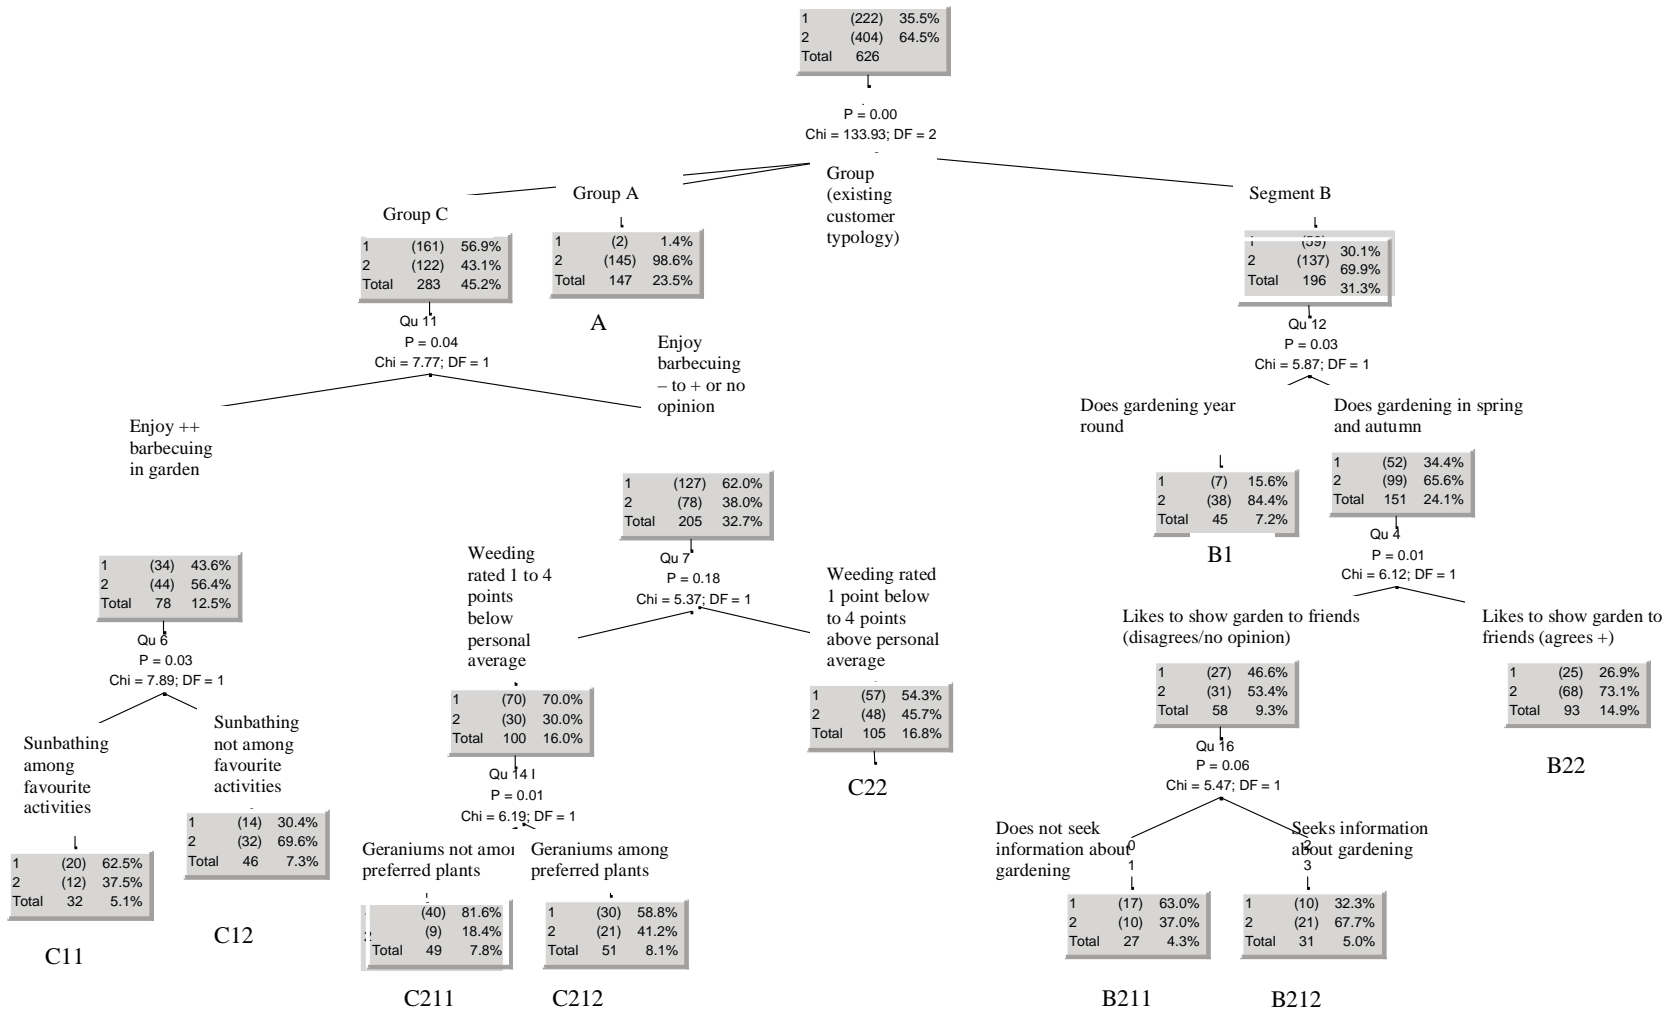 1 (222) 35.5%
2 (404) 64.5%
Total 626
P = 0.00
Chi = 133.93; DF = 2
Group
(existing
customer
typology)
Group C
1 (161) 56.9%
2 (122) 43.1%
Total 283 45.2%
Qu 11
P = 0.04
Chi = 7.77; DF = 1
Group A
1 (2) 1.4%
2 (145) 98.6%
Total 147 23.5%
A
Segment B
1 (59) 30.1%
2 (137) 69.9%
Total 196 31.3%
Qu 12
P = 0.03
Chi = 5.87; DF = 1
Enjoy ++
barbecuing
in garden
1 (34) 43.6%
2 (44) 56.4%
Total 78 12.5%
Qu 6
P = 0.03
Chi = 7.89; DF = 1
Sunbathing
among
favourite
activities
1 (20) 62.5%
2 (12) 37.5%
Total 32 5.1%
C11
Sunbathing
not among
favourite
activities
1 (14) 30.4%
2 (32) 69.6%
Total 46 7.3%
C12
Enjoy
barbecuing
– to + or no
opinion
1 (127) 62.0%
2 (78) 38.0%
Total 205 32.7%
Qu 7
P = 0.18
Chi = 5.37; DF = 1
Weeding
rated 1 to 4
points
below
personal
average
1 (70) 70.0%
2 (30) 30.0%
Total 100 16.0%
Qu 14 I
P = 0.01
Chi = 6.19; DF = 1
Geraniums not amon
preferred plants
(40) 81.6%
2 (9) 18.4%
Total 49 7.8%
C211
Geraniums among
preferred plants
1 (30) 58.8%
2 (21) 41.2%
Total 51 8.1%
C212
Weeding rated
1 point below
to 4 points
above personal
average
1 (57) 54.3%
2 (48) 45.7%
Total 105 16.8%
C22
Does gardening year
round
1 (7) 15.6%
2 (38) 84.4%
Total 45 7.2%
B1
Does gardening in spring
and autumn
1 (52) 34.4%
2 (99) 65.6%
Total 151 24.1%
Qu 4
P = 0.01
Chi = 6.12; DF = 1
Likes to show garden to friends
(disagrees/no opinion)
1 (27) 46.6%
2 (31) 53.4%
Total 58 9.3%
Qu 16
P = 0.06
Chi = 5.47; DF = 1
Does not seek
information about
gardening
0
1
1 (17) 63.0%
2 (10) 37.0%
Total 27 4.3%
B211
Seeks information
about gardening
2
3
1 (10) 32.3%
2 (21) 67.7%
Total 31 5.0%
B212
Likes to show garden to
friends (agrees +)
1 (25) 26.9%
2 (68) 73.1%
Total 93 14.9%
B22